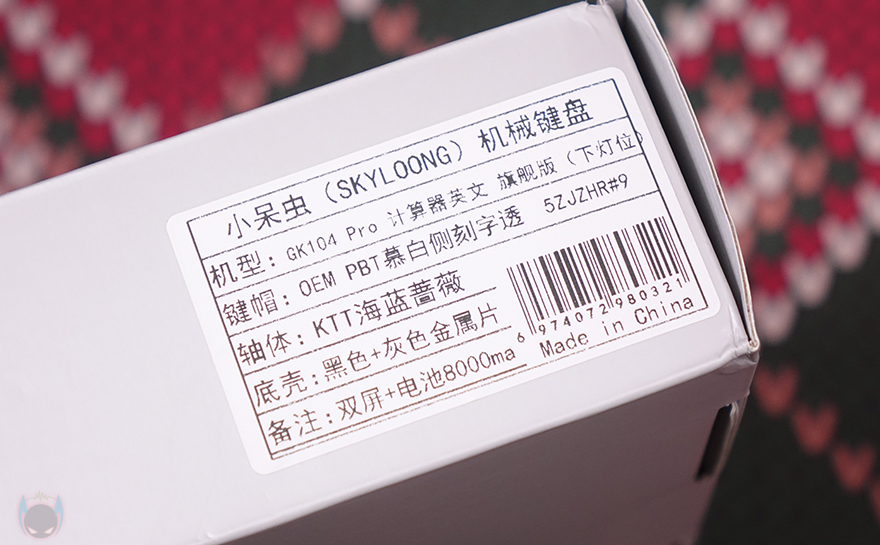 小呆虫（SKYLOONG）机械键盘
机型：GK104 Pro 计算器英文 旗舰版（下灯位）
键帽：OEM PBT慕白侧刻字透 5ZJZHR#9
轴体：KTT海蓝蔷薇
底壳：黑色+灰色金属片
备注：双屏+电池8000ma
6 974072 980321
Made in China